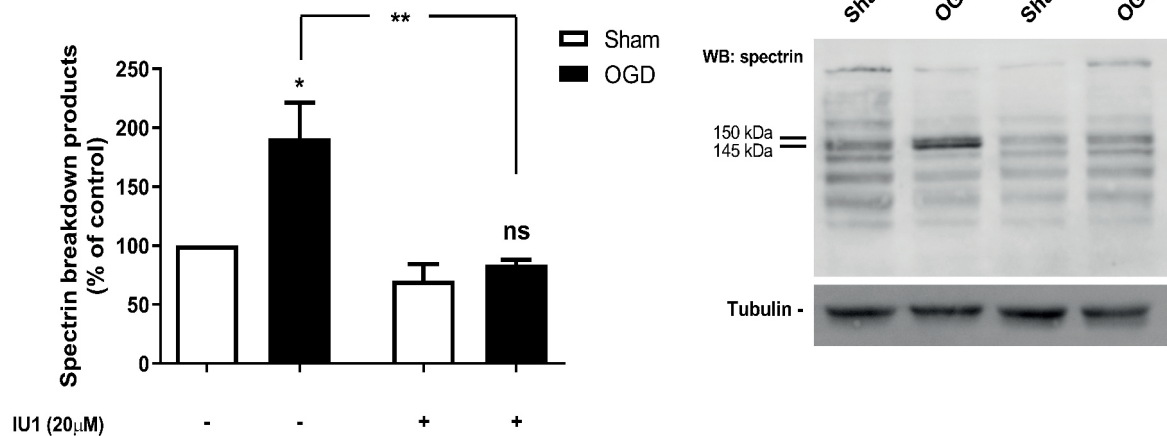 **
Sham
OGD
Spectrin breakdown products
(% of control)
250
200
150
100
50
0
*
ns
IU1 (20μM)
-
-
+
+
WB: spectrin
150 kDa
145 kDa
Tubulin -